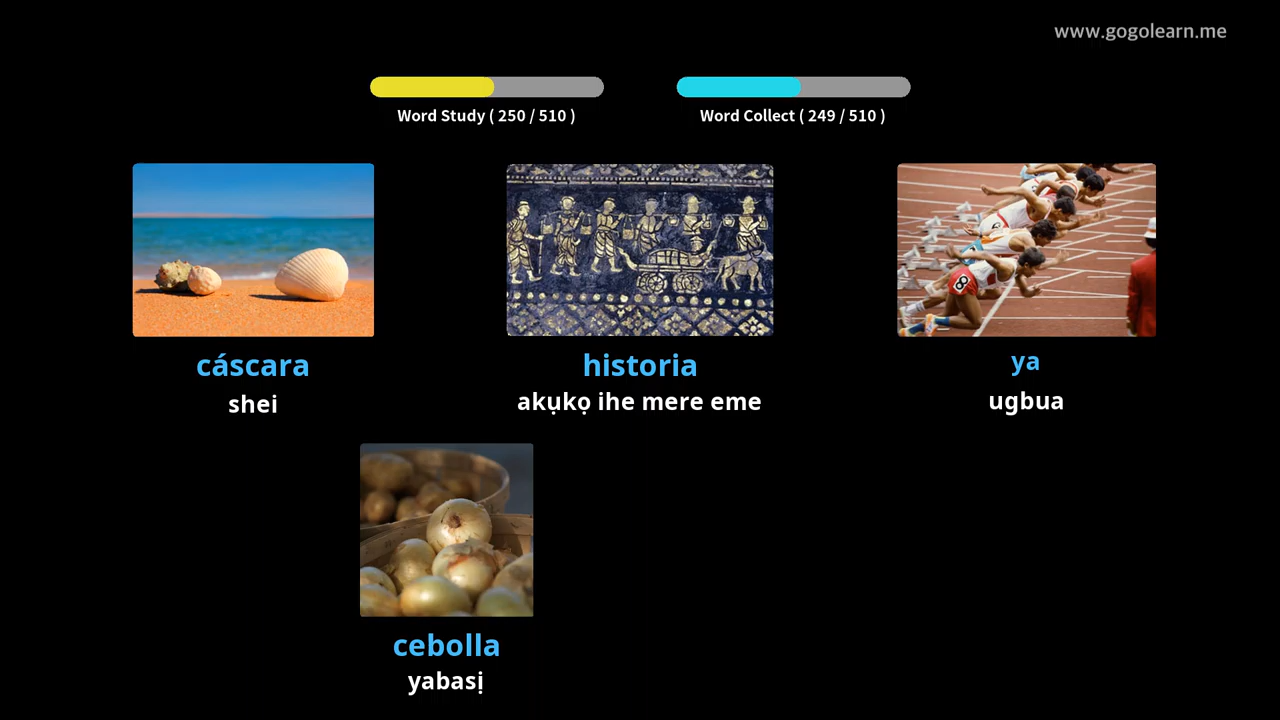 www.gogolearn.me
Word Study ( 250 / 510 )
Word Collect ( 249 / 510 )
cáscara
shei
historia
akụkọ ihe mere eme
ya
ugbua
8
cebolla
yabasị